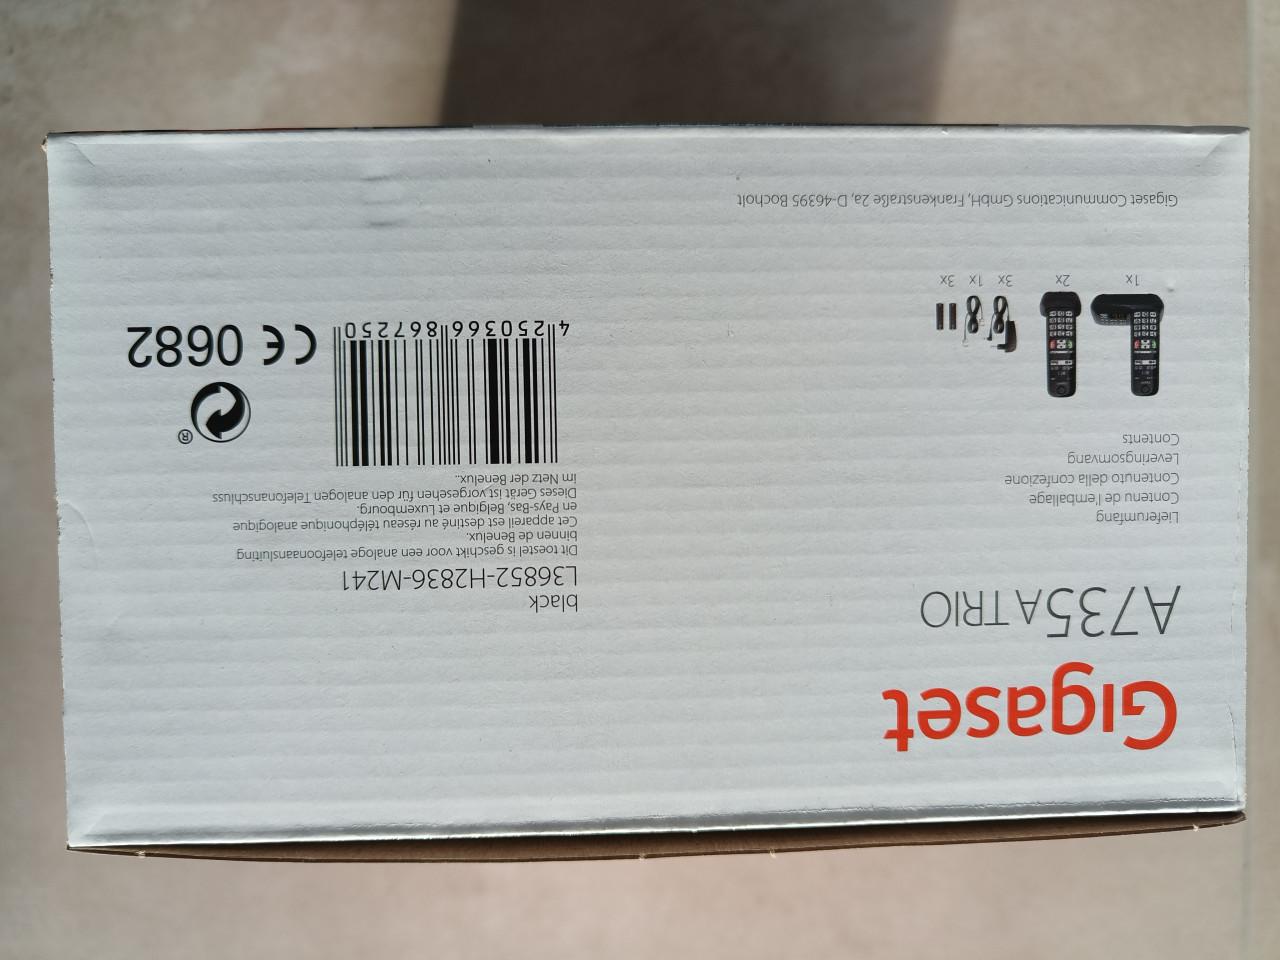 Gigaset
A735A TRIO
Lieferumfang
Contenu de l'emballage
Contenuto della confezione
Leveringsomvang
Contents
1x
2x
3x
1x
3x
Gigaset Communications GmbH, Frankenstraße 2a, D-46395 Bocholt
black
L36852-H2836-M241
Dit toestel is geschikt voor een analoge telefoonaansluiting
binnen de Benelux.
Cet appareil est destiné au réseau téléphonique analogique
en Pays-Bas, Belgique et Luxembourg.
Dieses Gerät ist vorgesehen für den analogen Telefonanschluss
im Netz der Benelux..
4 250366 867250
®
CE 0682